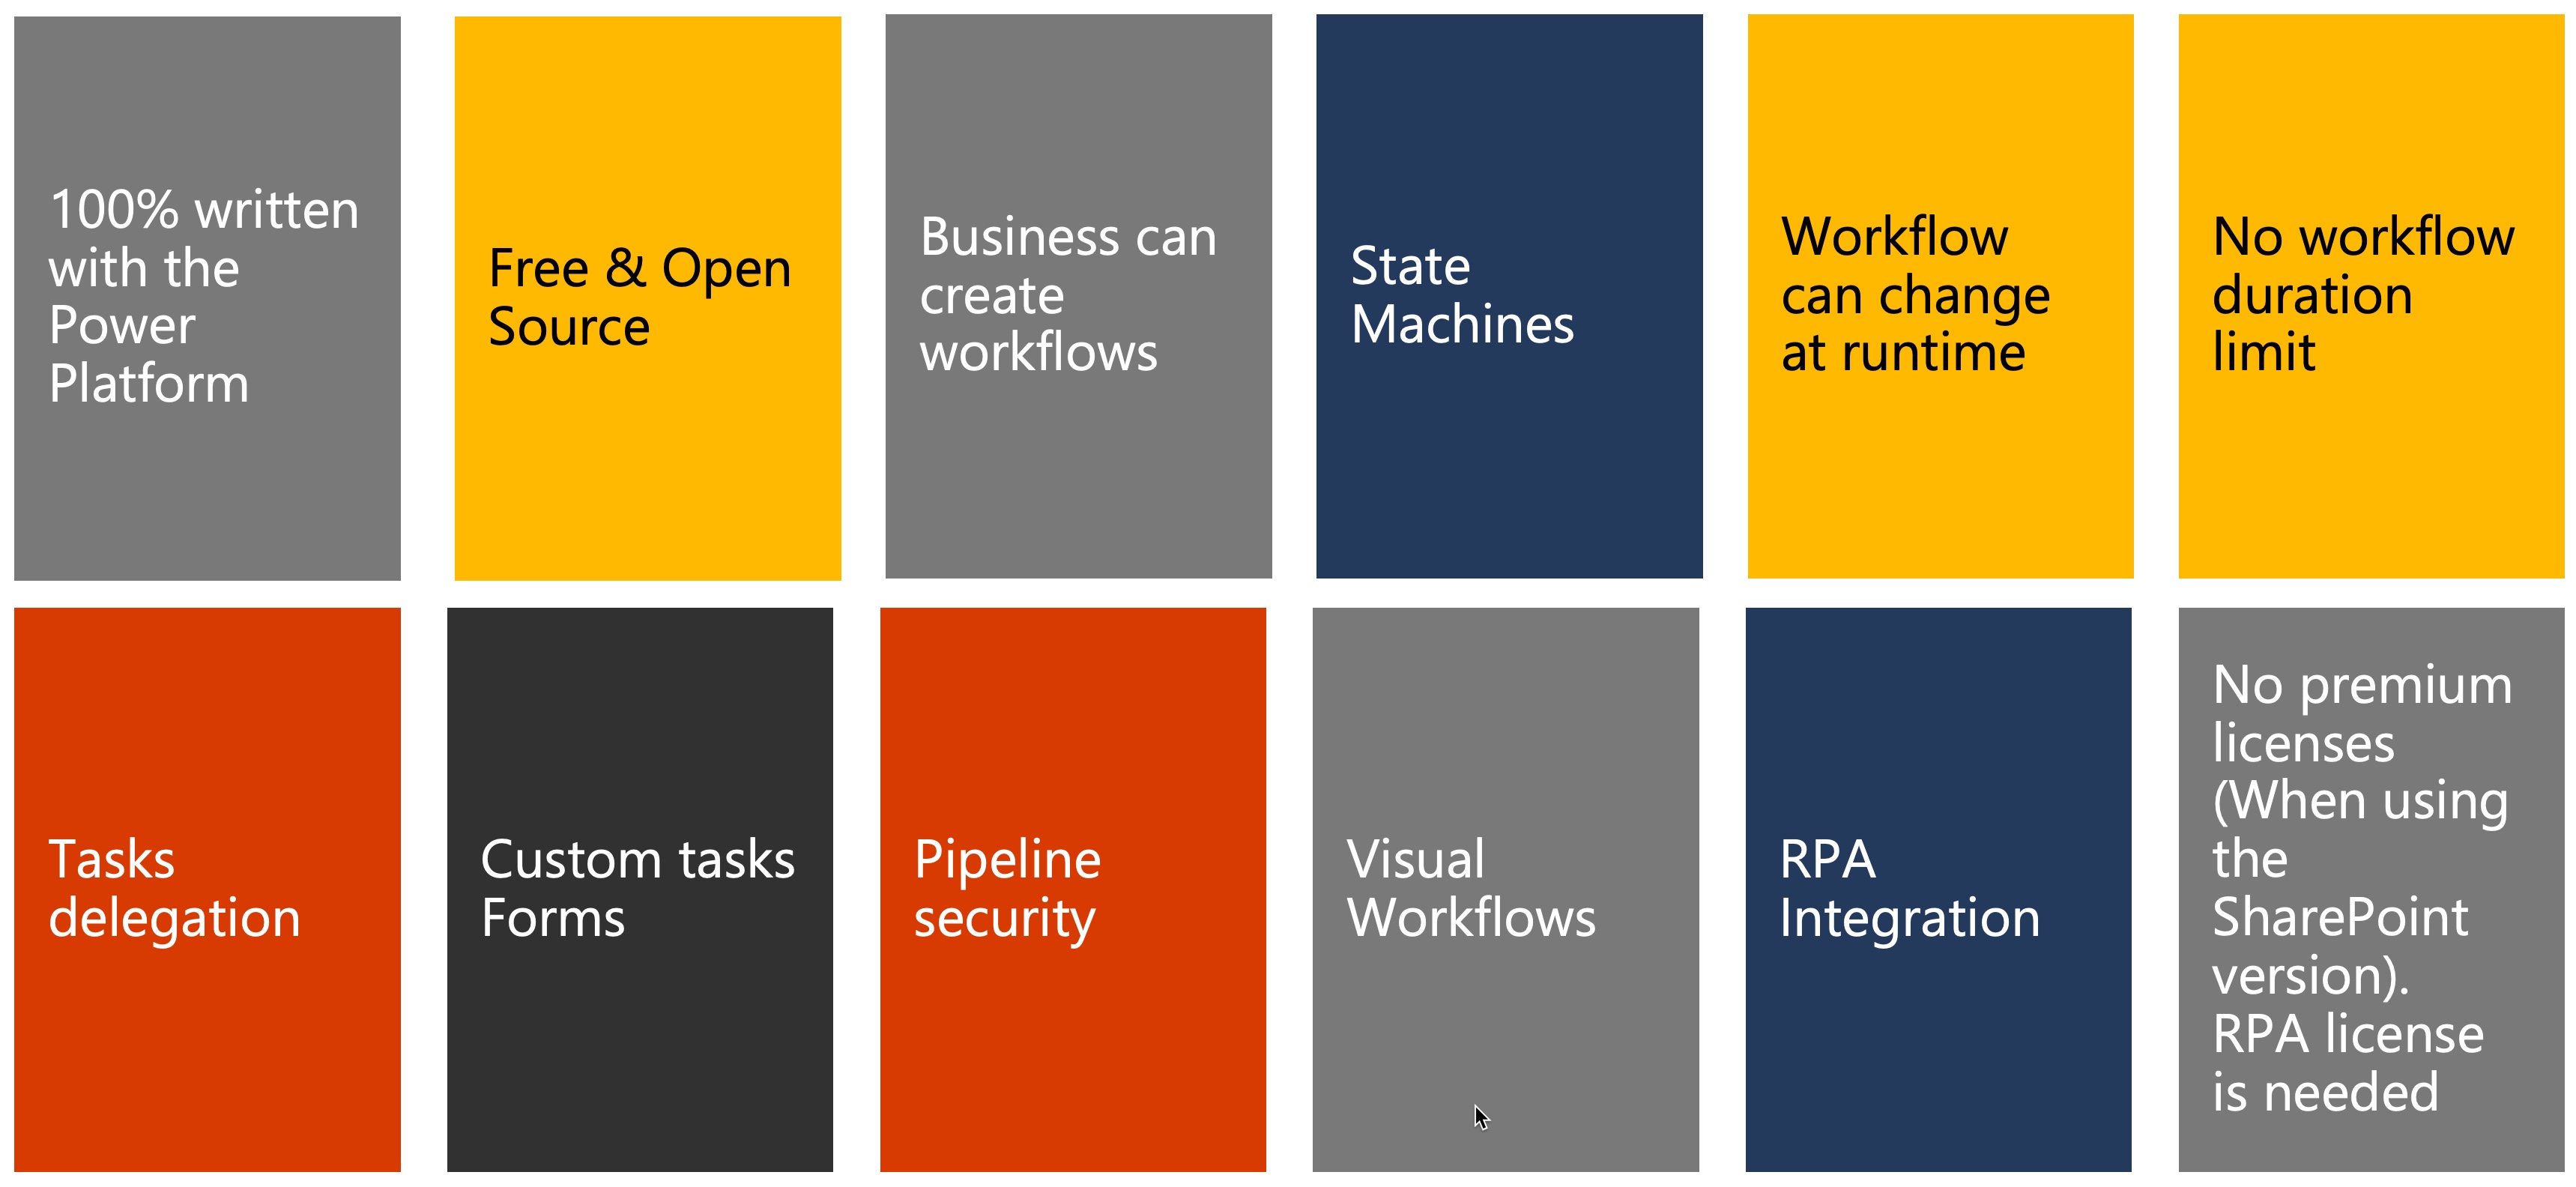 100% written
with the
Power
Platform
Free & Open
Source
Business can
create
workflows
State
Machines
Workflow
can change
at runtime
No workflow
duration
limit
Tasks
delegation
Custom tasks
Forms
Pipeline
security
Visual
Workflows
RPA
Integration
No premium
licenses
(When using
the
SharePoint
version).
RPA license
is needed